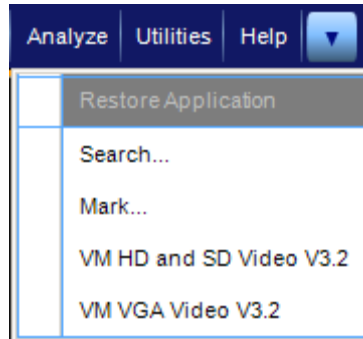 Analyze Utilities Help
Restore Application
Search...
Mark...
VM HD and SD Video V3.2
VM VGA Video V3.2